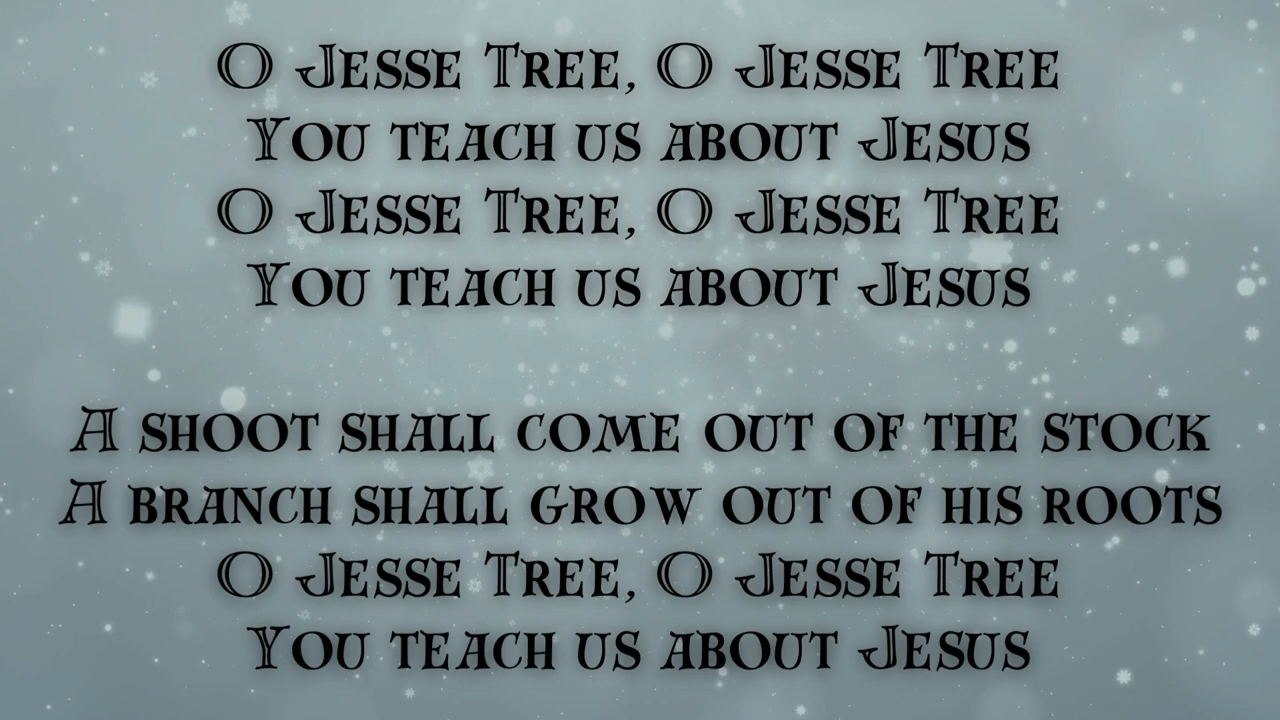 O Jesse Tree, O Jesse Tree
You teach us about Jesus
O Jesse Tree, O Jesse Tree
You teach us about Jesus
A shoot shall come out of the stock
A branch shall grow out of his roots
O Jesse Tree, O Jesse Tree
You teach us about Jesus